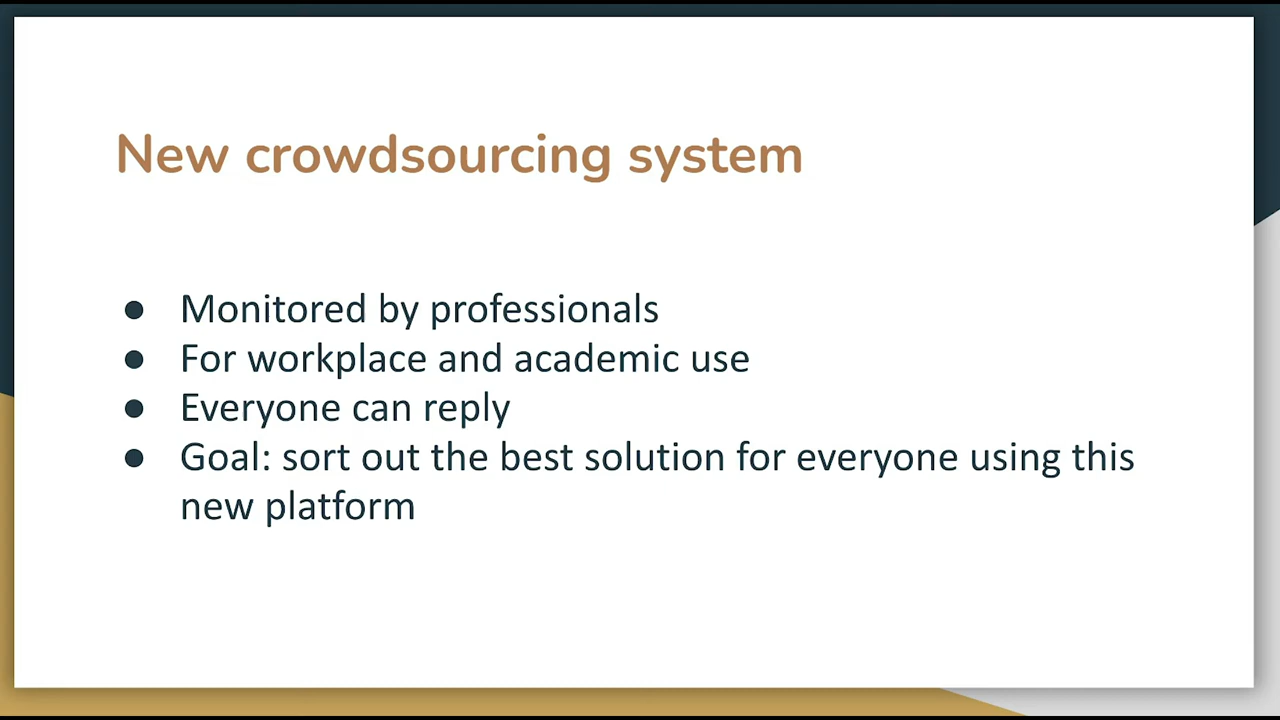 New crowdsourcing system
● Monitored by professionals
● For workplace and academic use
● Everyone can reply
● Goal: sort out the best solution for everyone using this
new platform